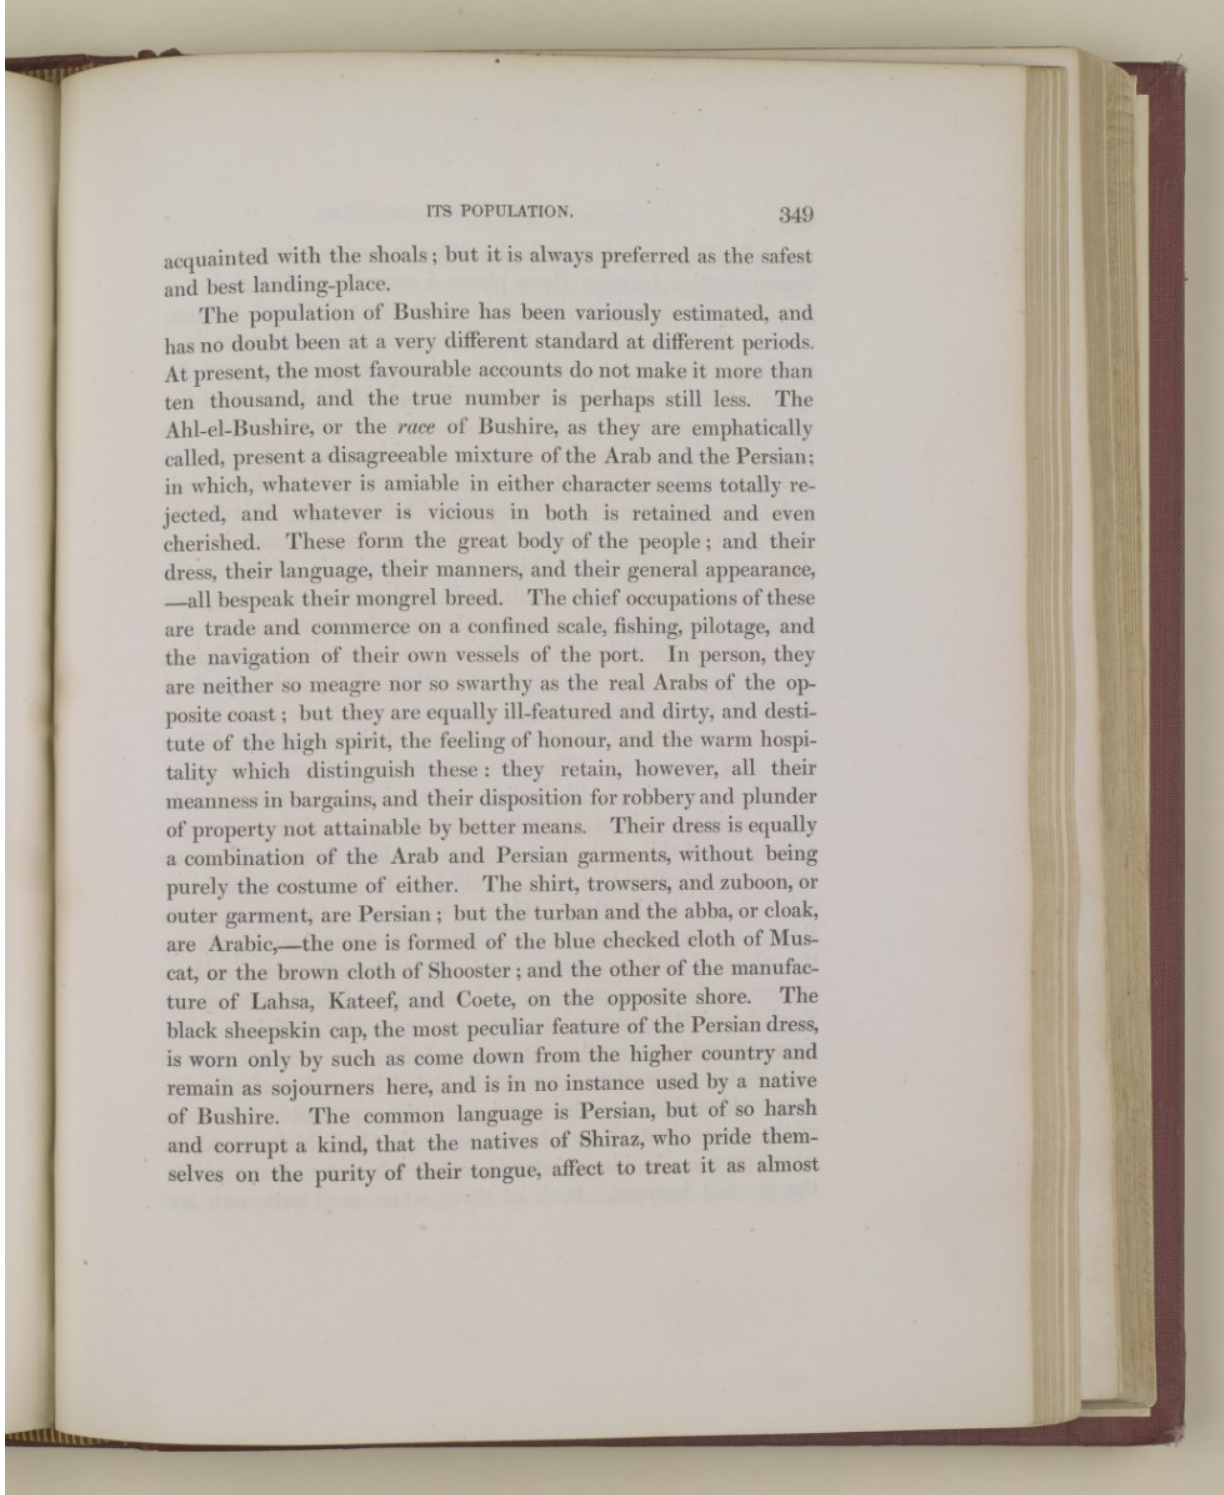 ITS POPULATION. 349
acquainted with the shoals; but it is always preferred as the safest
and best landing-place.
The population of Bushire has been variously estimated, and
has no doubt been at a very different standard at different periods.
At present, the most favourable accounts do not make it more than
ten thousand, and the true number is perhaps still less. The
Ahl-el-Bushire, or the race of Bushire, as they are emphatically
called, present a disagreeable mixture of the Arab and the Persian;
in which, whatever is amiable in either character seems totally re-
jected, and whatever is vicious in both is retained and even
cherished. These form the great body of the people; and their
dress, their language, their manners, and their general appearance,
—all bespeak their mongrel breed. The chief occupations of these
are trade and commerce on a confined scale, fishing, pilotage, and
the navigation of their own vessels of the port. In person, they
are neither so meagre nor so swarthy as the real Arabs of the op-
posite coast; but they are equally ill-featured and dirty, and desti-
tute of the high spirit, the feeling of honour, and the warm hospi-
tality which distinguish these: they retain, however, all their
meanness in bargains, and their disposition for robbery and plunder
of property not attainable by better means. Their dress is equally
a combination of the Arab and Persian garments, without being
purely the costume of either. The shirt, trowsers, and zuboon, or
outer garment, are Persian; but the turban and the abba, or cloak,
are Arabic,—the one is formed of the blue checked cloth of Mus-
cat, or the brown cloth of Shooster; and the other of the manufac-
ture of Lahsa, Kateef, and Coete, on the opposite shore. The
black sheepskin cap, the most peculiar feature of the Persian dress,
is worn only by such as come down from the higher country and
remain as sojourners here, and is in no instance used by a native
of Bushire. The common language is Persian, but of so harsh
and corrupt a kind, that the natives of Shiraz, who pride them-
selves on the purity of their tongue, affect to treat it as almost